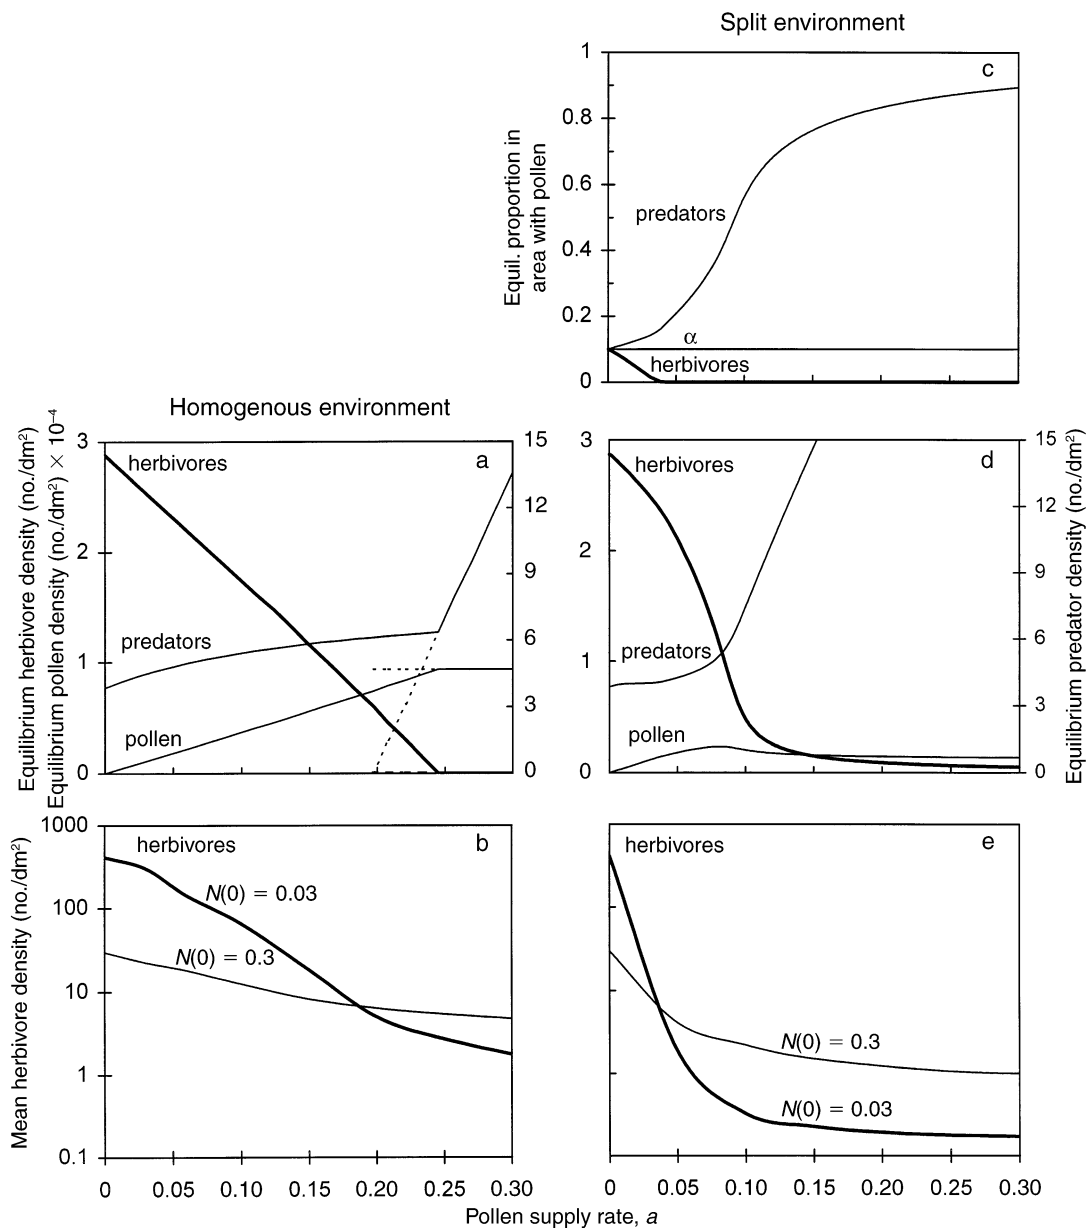 Split environment
c
1
0.8
0.6
0.4
0.2
0
Equil. proportion in
area with pollen
predators
α
herbivores
Homogenous environment
a
3
2
1
0
15
12
9
6
3
0
Equilibrium herbivore density (no./dm²)
Equilibrium pollen density (no./dm²) × 10⁻⁴
herbivores
predators
pollen
d
3
2
1
0
15
12
9
6
3
0
Equilibrium predator density (no./dm²)
herbivores
predators
pollen
b
1000
100
10
1
0.1
Mean herbivore density (no./dm²)
herbivores
N(0) = 0.03
N(0) = 0.3
0 0.05 0.10 0.15 0.20 0.25 0.30
e
herbivores
N(0) = 0.3
N(0) = 0.03
0 0.05 0.10 0.15 0.20 0.25 0.30
Pollen supply rate, a